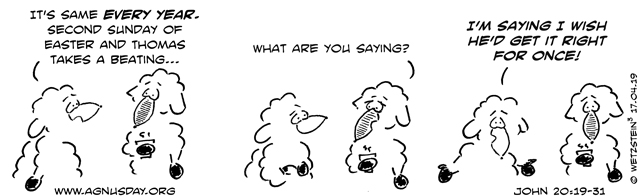 IT'S SAME EVERY YEAR.
SECOND SUNDAY OF
EASTER AND THOMAS
TAKES A BEATING...
WWW.AGNUSDAY.ORG
WHAT ARE YOU SAYING?
I'M SAYING I WISH
HE'D GET IT RIGHT
FOR ONCE!
JOHN 20:19-31
© WETZSTEIN³ 17.04.19